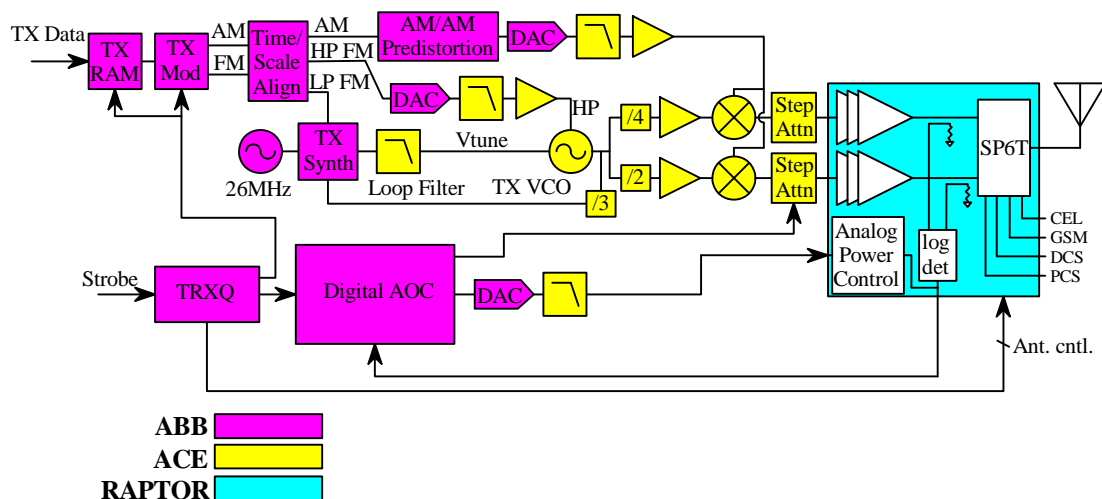 TX Data
TX
RAM
TX
Mod
AM
FM
Time/
Scale
Align
AM
HP FM
LP FM
AM/AM
Predistortion
DAC
DAC
HP
26MHz
TX
Synth
Loop Filter
Vtune
TX VCO
/4
/2
/3
Step
Attn
Step
Attn
SP6T
CEL
GSM
DCS
PCS
log
det
Analog
Power
Control
Strobe
TRXQ
Digital AOC
DAC
Ant. cntl.
ABB
ACE
RAPTOR